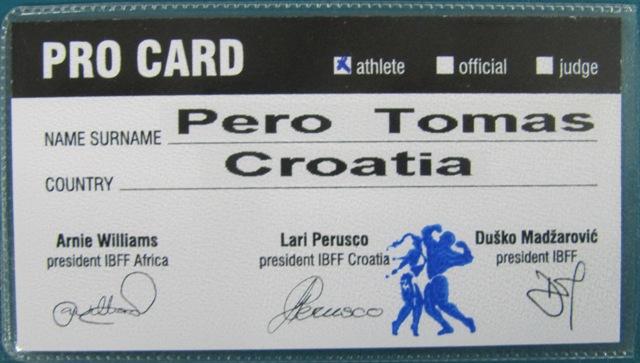 PRO CARD athlete official judge
NAME SURNAME Pero Tomas
COUNTRY Croatia
Arnie Williams Lari Perusco Duško Madžarović
president IBFF Africa president IBFF Croatia president IBFF
Perusco